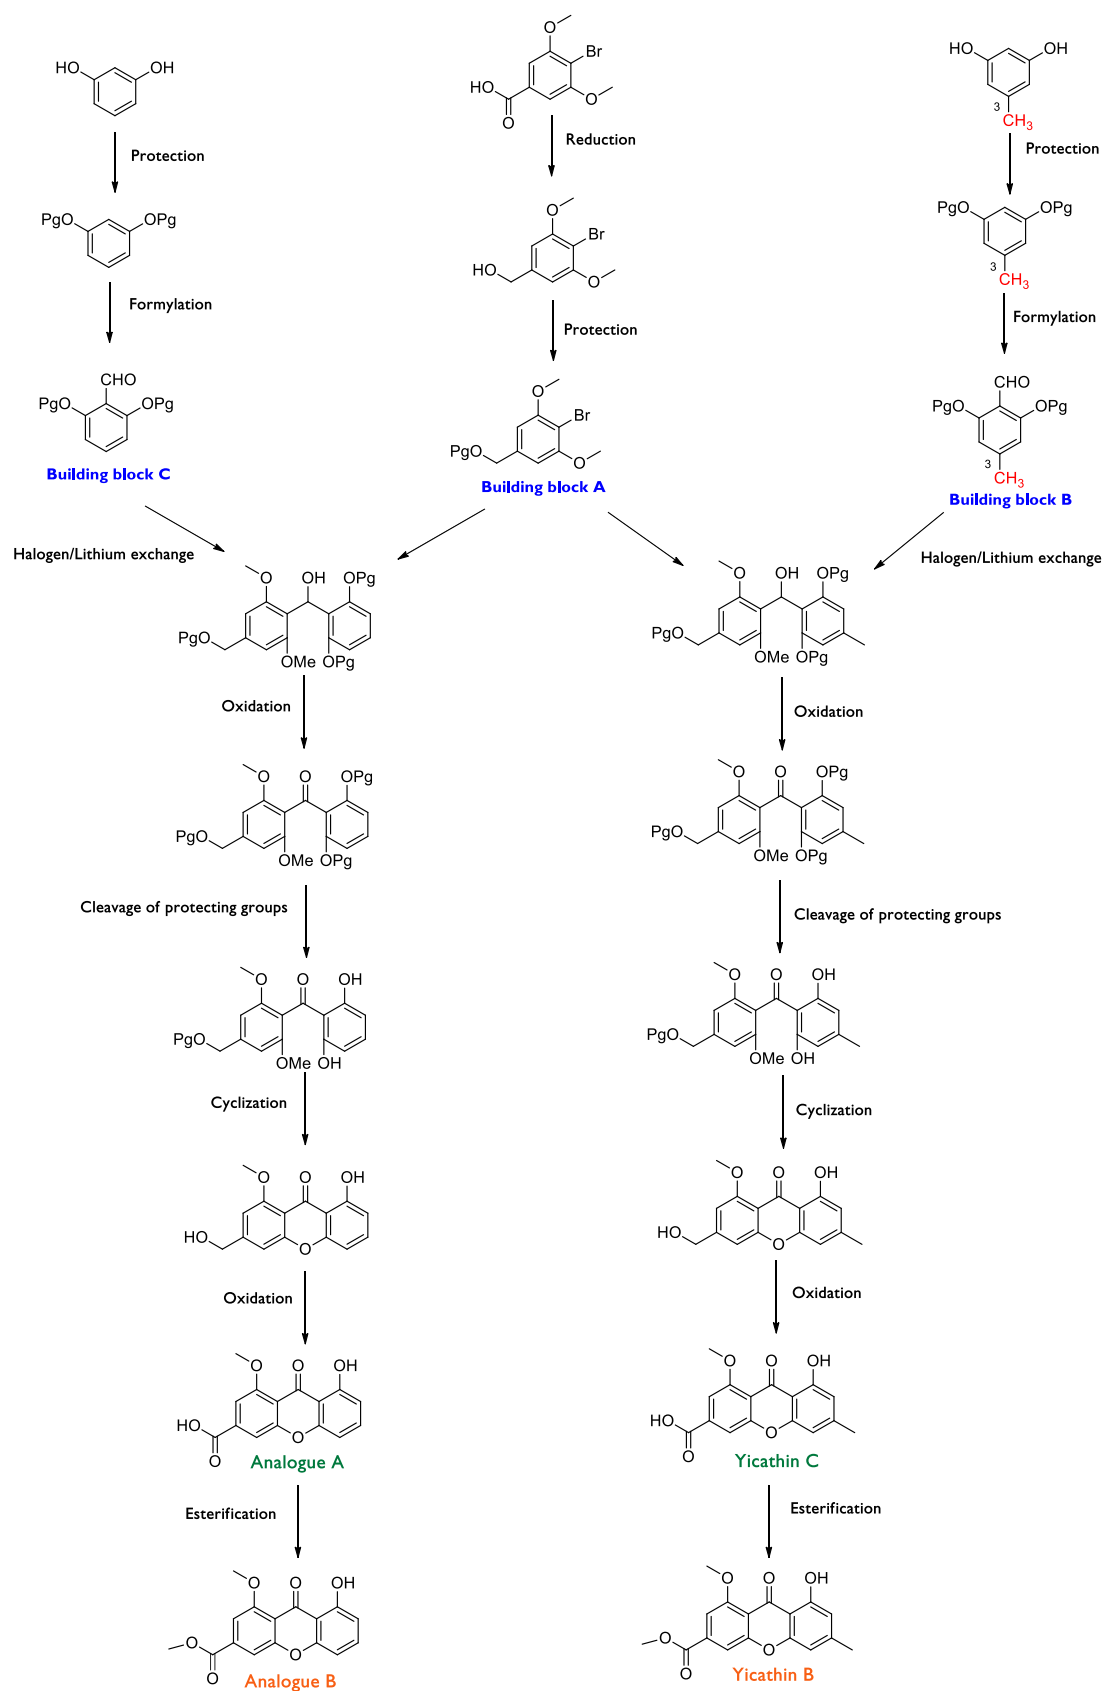 HO OH
O
Br
HO
O
O
HO OH
3
CH3
Protection
Reduction
Protection
PgO OPg
O
Br
HO
O
PgO OPg
3
CH3
Formylation
Protection
Formylation
CHO
PgO OPg
Building block C
O
Br
PgO
O
Building block A
CHO
PgO OPg
3
CH3
Building block B
Halogen/Lithium exchange
Halogen/Lithium exchange
O OH OPg
PgO
OMe OPg
O OH OPg
PgO
OMe OPg
Oxidation
Oxidation
O O OPg
PgO
OMe OPg
O O OPg
PgO
OMe OPg
Cleavage of protecting groups
Cleavage of protecting groups
O O OH
PgO
OMe OH
O O OH
PgO
OMe OH
Cyclization
Cyclization
O O OH
HO
O
O O OH
HO
O
Oxidation
Oxidation
O O OH
HO
O
O
Analogue A
O O OH
HO
O
O
Yicathin C
Esterification
Esterification
O O OH
O
O
O
Analogue B
O O OH
O
O
O
Yicathin B